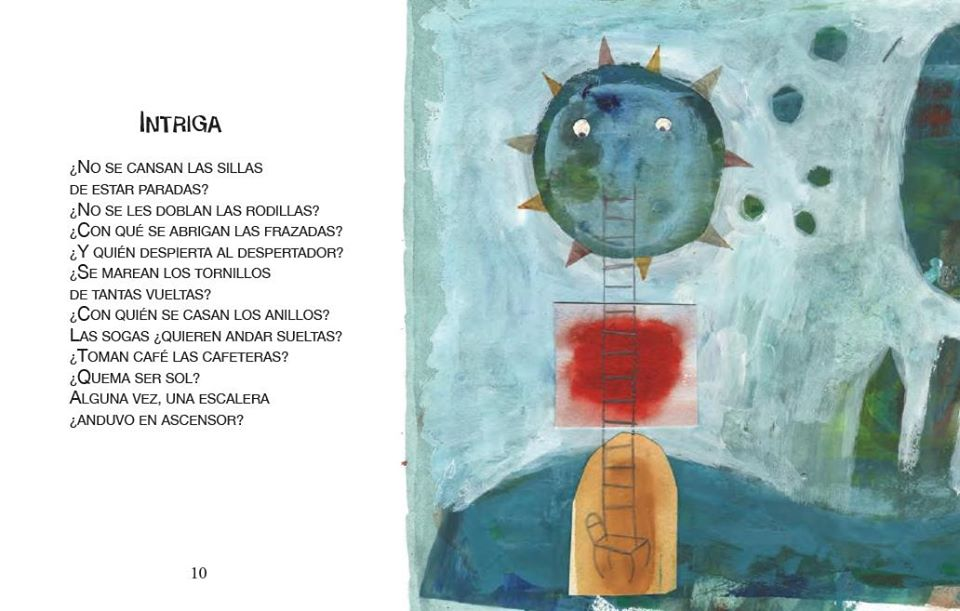 INTRIGA
¿NO SE CANSAN LAS SILLAS
DE ESTAR PARADAS?
¿NO SE LES DOBLAN LAS RODILLAS?
¿CON QUÉ SE ABRIGAN LAS FRAZADAS?
¿Y QUIÉN DESPIERTA AL DESPERTADOR?
¿SE MAREAN LOS TORNILLOS
DE TANTAS VUELTAS?
¿CON QUIÉN SE CASAN LOS ANILLOS?
LAS SOGAS ¿QUIEREN ANDAR SUELTAS?
¿TOMAN CAFÉ LAS CAFETERAS?
¿QUEMA SER SOL?
ALGUNA VEZ, UNA ESCALERA
¿ANDUVO EN ASCENSOR?
10